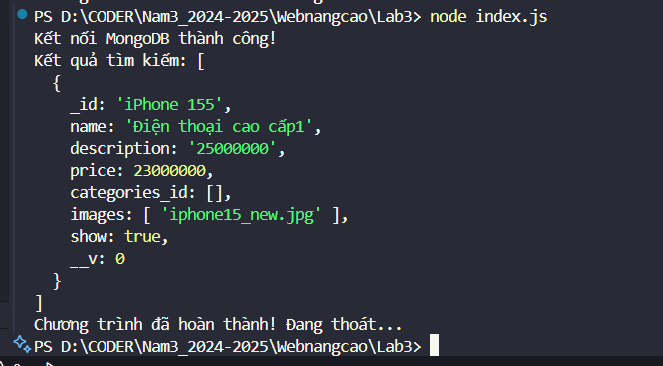 PS D:\CODER\Nam3_2024-2025\Webnangcao\Lab3> node index.js
Kết nối MongoDB thành công!
Kết quả tìm kiếm: [
  {
    _id: 'iPhone 155',
    name: 'Điện thoại cao cấp1',
    description: '25000000',
    price: 23000000,
    categories_id: [],
    images: [ 'iphone15_new.jpg' ],
    show: true,
    __v: 0
  }
]
Chương trình đã hoàn thành! Đang thoát...
PS D:\CODER\Nam3_2024-2025\Webnangcao\Lab3>